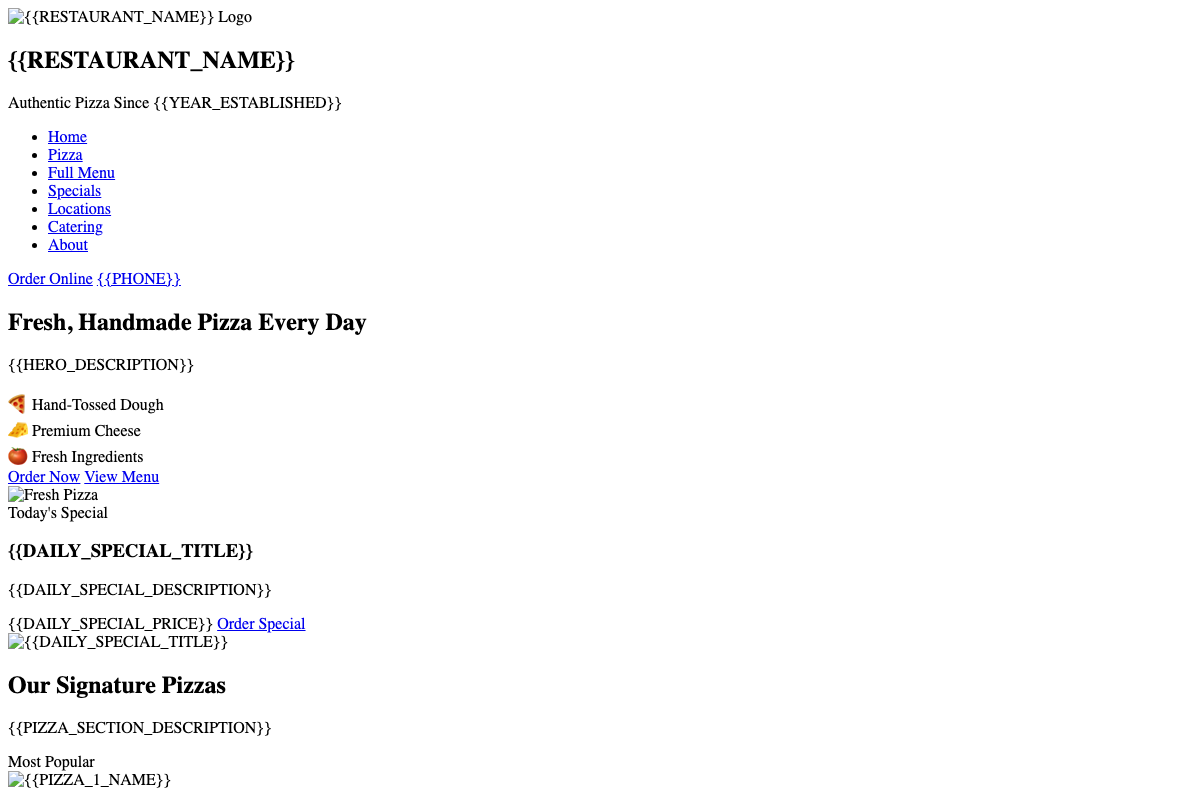 {{RESTAURANT_NAME}} Logo
{{RESTAURANT_NAME}}
Authentic Pizza Since {{YEAR_ESTABLISHED}}
Home
Pizza
Full Menu
Specials
Locations
Catering
About
Order Online {{PHONE}}
Fresh, Handmade Pizza Every Day
{{HERO_DESCRIPTION}}
🍕 Hand-Tossed Dough
🧀 Premium Cheese
🍅 Fresh Ingredients
Order Now View Menu
Fresh Pizza
Today's Special
{{DAILY_SPECIAL_TITLE}}
{{DAILY_SPECIAL_DESCRIPTION}}
{{DAILY_SPECIAL_PRICE}} Order Special
{{DAILY_SPECIAL_TITLE}}
Our Signature Pizzas
{{PIZZA_SECTION_DESCRIPTION}}
Most Popular
{{PIZZA_1_NAME}}